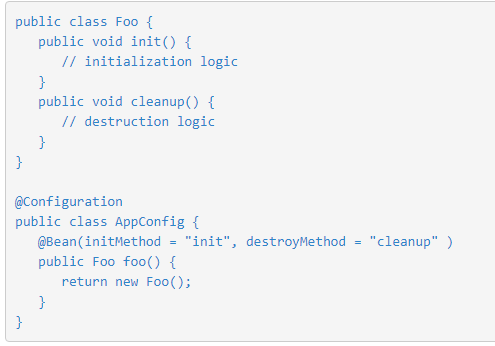 public class Foo {
   public void init() {
      // initialization logic
   }
   public void cleanup() {
      // destruction logic
   }
}

@Configuration
public class AppConfig {
   @Bean(initMethod = "init", destroyMethod = "cleanup" )
   public Foo foo() {
      return new Foo();
   }
}